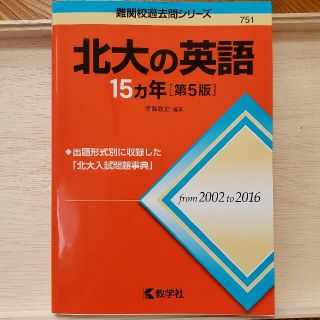 難関校過去問シリーズ
751
北大の英語
15カ年[第5版]
編著
◆出題形式別に収録した
「北大入試問題事典」
from 2002 to 2016
教学社